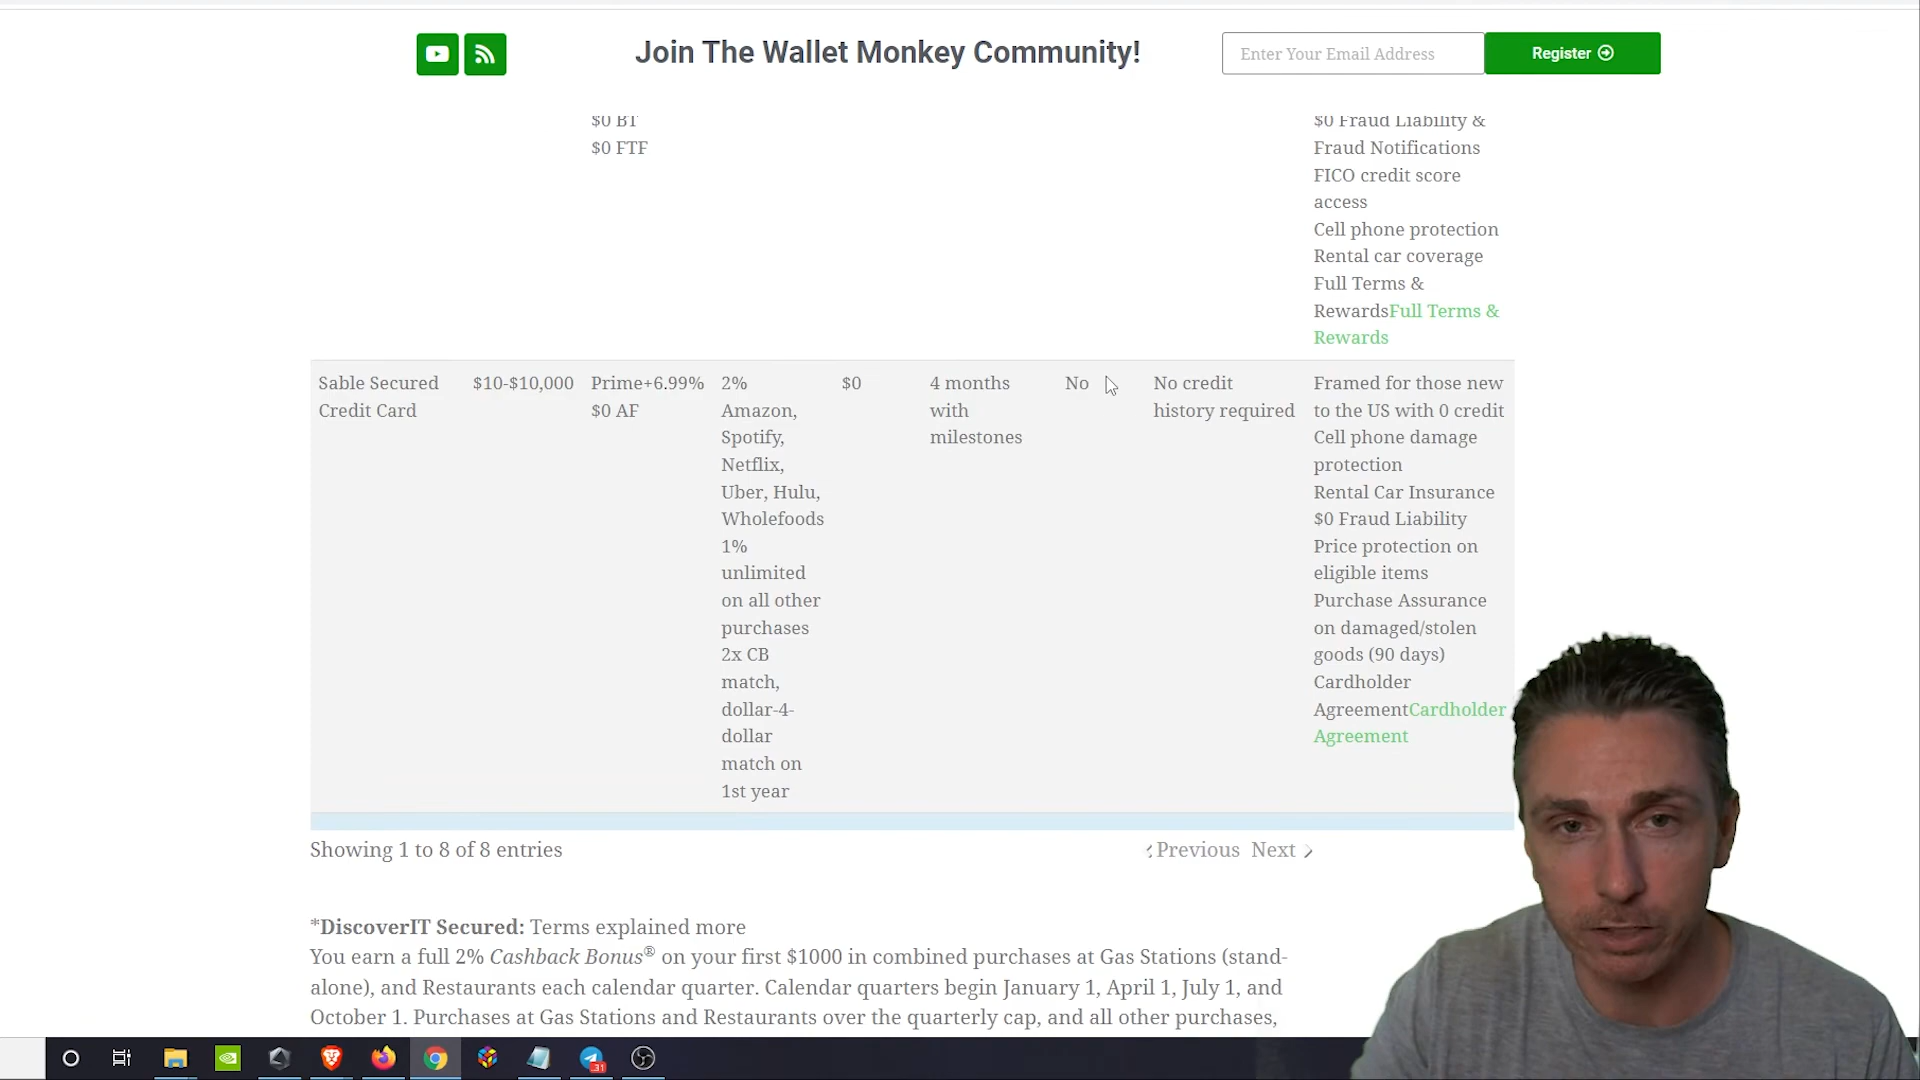 Join The Wallet Monkey Community!
Enter Your Email Address
Register
$0 BT
$0 FTF
$0 Fraud Liability &
Fraud Notifications
FICO credit score
access
Cell phone protection
Rental car coverage
Full Terms &
RewardsFull Terms &
Rewards
Sable Secured
Credit Card
$10-$10,000
Prime+6.99%
$0 AF
2%
Amazon,
Spotify,
Netflix,
Uber, Hulu,
Wholefoods
1%
unlimited
on all other
purchases
2x CB
match,
dollar-4-
dollar
match on
1st year
$0
4 months
with
milestones
No
No credit
history required
Framed for those new
to the US with 0 credit
Cell phone damage
protection
Rental Car Insurance
$0 Fraud Liability
Price protection on
eligible items
Purchase Assurance
on damaged/stolen
goods (90 days)
Cardholder
AgreementCardholder
Agreement
Showing 1 to 8 of 8 entries
Previous Next
*DiscoverIT Secured: Terms explained more
You earn a full 2% Cashback Bonus® on your first $1000 in combined purchases at Gas Stations (stand-
alone), and Restaurants each calendar quarter. Calendar quarters begin January 1, April 1, July 1, and
October 1. Purchases at Gas Stations and Restaurants over the quarterly cap, and all other purchases,
31